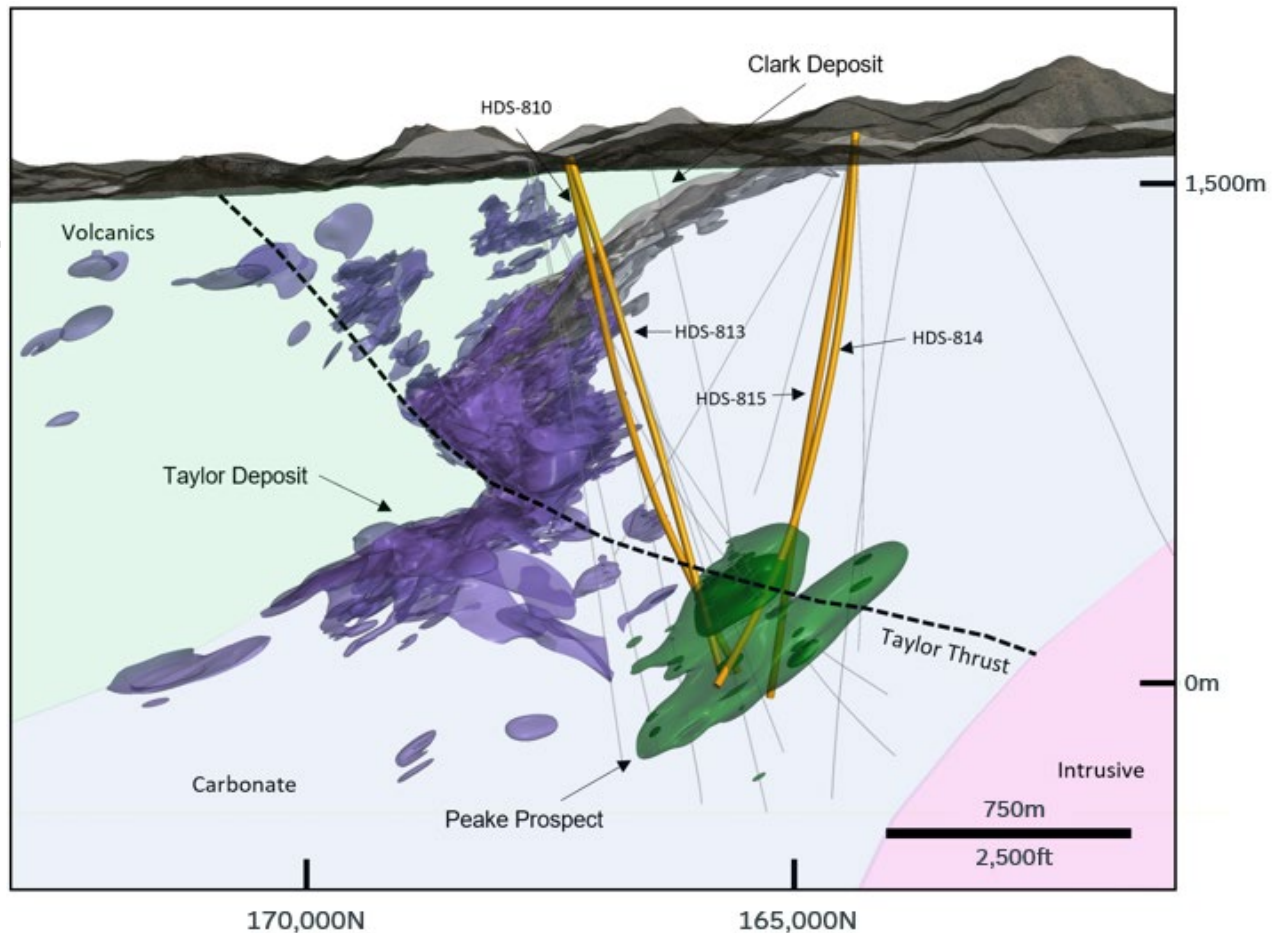 Clark Deposit
HDS-810
1,500m
Volcanics
HDS-813
HDS-814
HDS-815
Taylor Deposit
Taylor Thrust
0m
Carbonate
Intrusive
Peake Prospect
750m
2,500ft
170,000N
165,000N